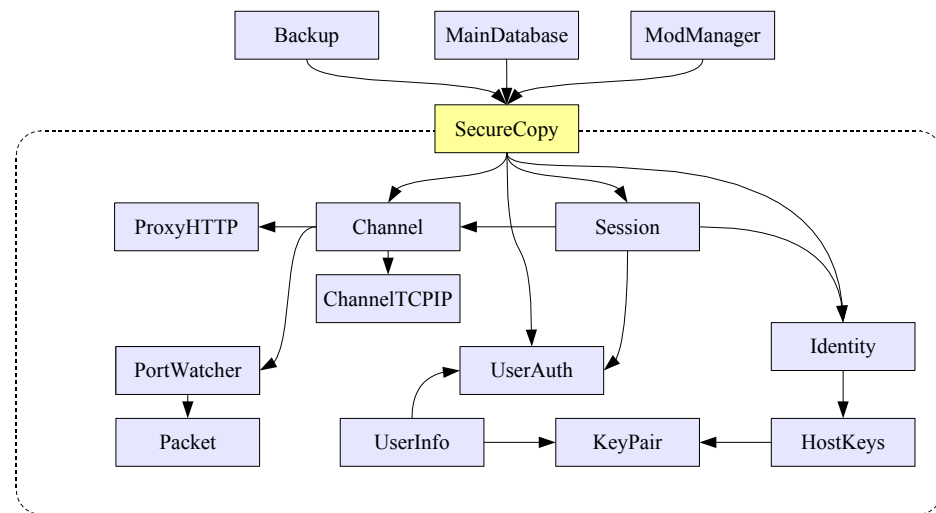 Backup
MainDatabase
ModManager
SecureCopy
ProxyHTTP
Channel
Session
ChannelTCPIP
Identity
PortWatcher
UserAuth
Packet
UserInfo
KeyPair
HostKeys